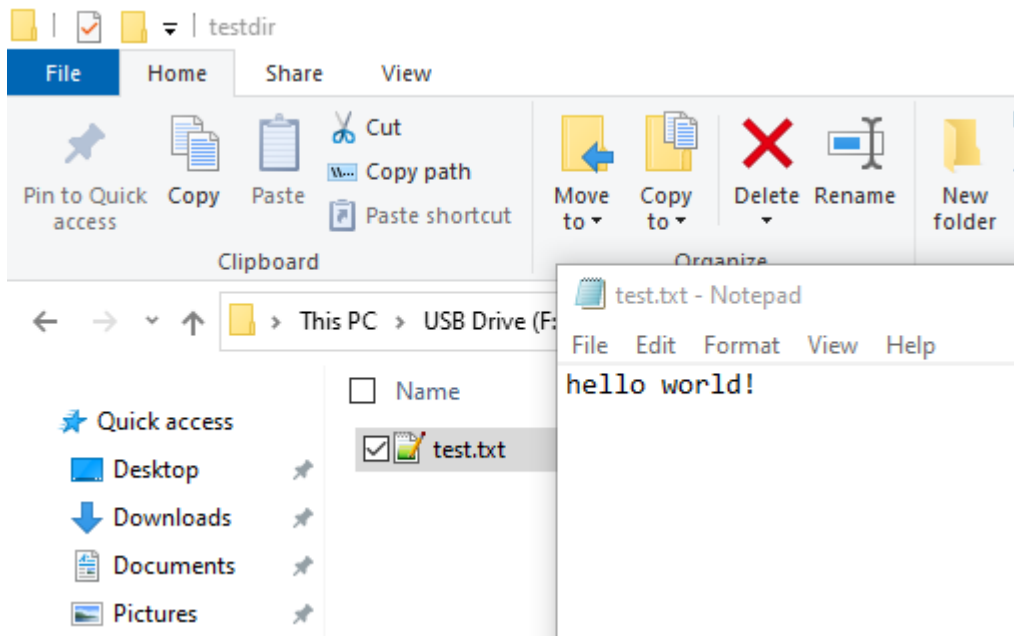 testdir
File Home Share View
Pin to Quick access
Copy
Paste
Cut
Copy path
Paste shortcut
Clipboard
Move to
Copy to
Delete
Rename
New folder
Organize
This PC > USB Drive (F:
Name
test.txt
Quick access
Desktop
Downloads
Documents
Pictures
test.txt - Notepad
File Edit Format View Help
hello world!